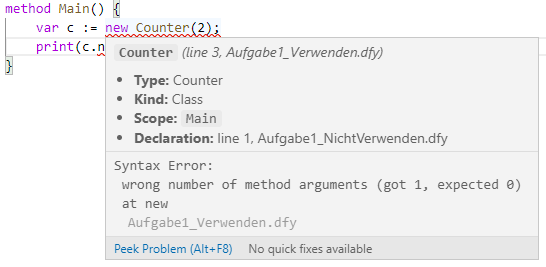 method Main() {
var c := new Counter(2);
print(c.n
}
Counter (line 3, Aufgabe1_Verwenden.dfy)
• Type: Counter
• Kind: Class
• Scope: Main
• Declaration: line 1, Aufgabe1_NichtVerwenden.dfy
Syntax Error:
wrong number of method arguments (got 1, expected 0)
at new
Aufgabe1_Verwenden.dfy
Peek Problem (Alt+F8) No quick fixes available